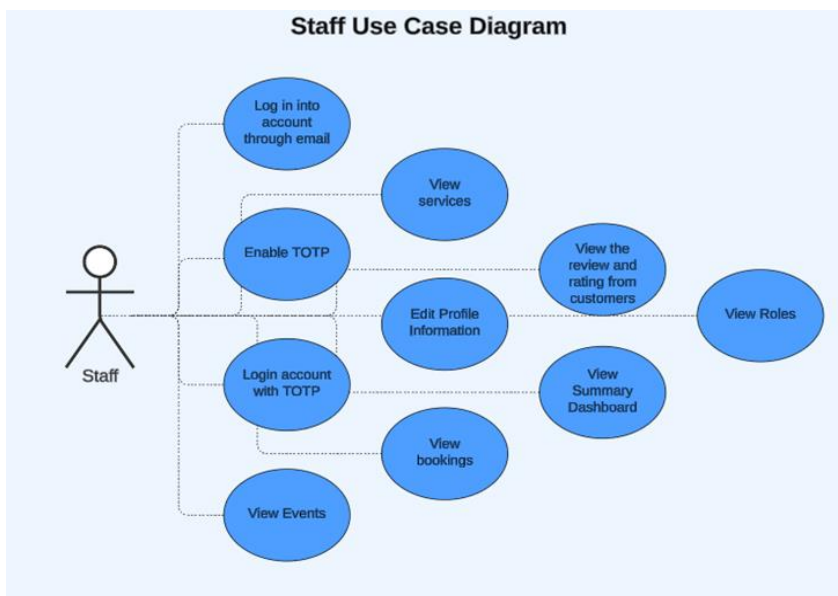 Staff Use Case Diagram
Log in into
account
through email
View
services
Enable TOTP
View the
review and
rating from
customers
Edit Profile
Information
View Roles
Staff
Login account
with TOTP
View
Summary
Dashboard
View
bookings
View Events